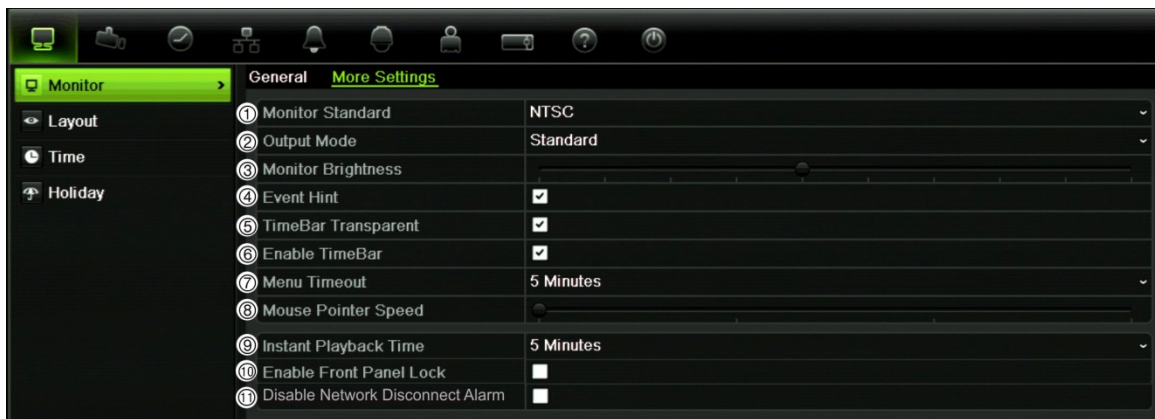 General More Settings
Monitor
Layout
Time
Holiday
① Monitor Standard NTSC
② Output Mode Standard
③ Monitor Brightness
④ Event Hint
⑤ TimeBar Transparent
⑥ Enable TimeBar
⑦ Menu Timeout 5 Minutes
⑧ Mouse Pointer Speed
⑨ Instant Playback Time 5 Minutes
⑩ Enable Front Panel Lock
⑪ Disable Network Disconnect Alarm